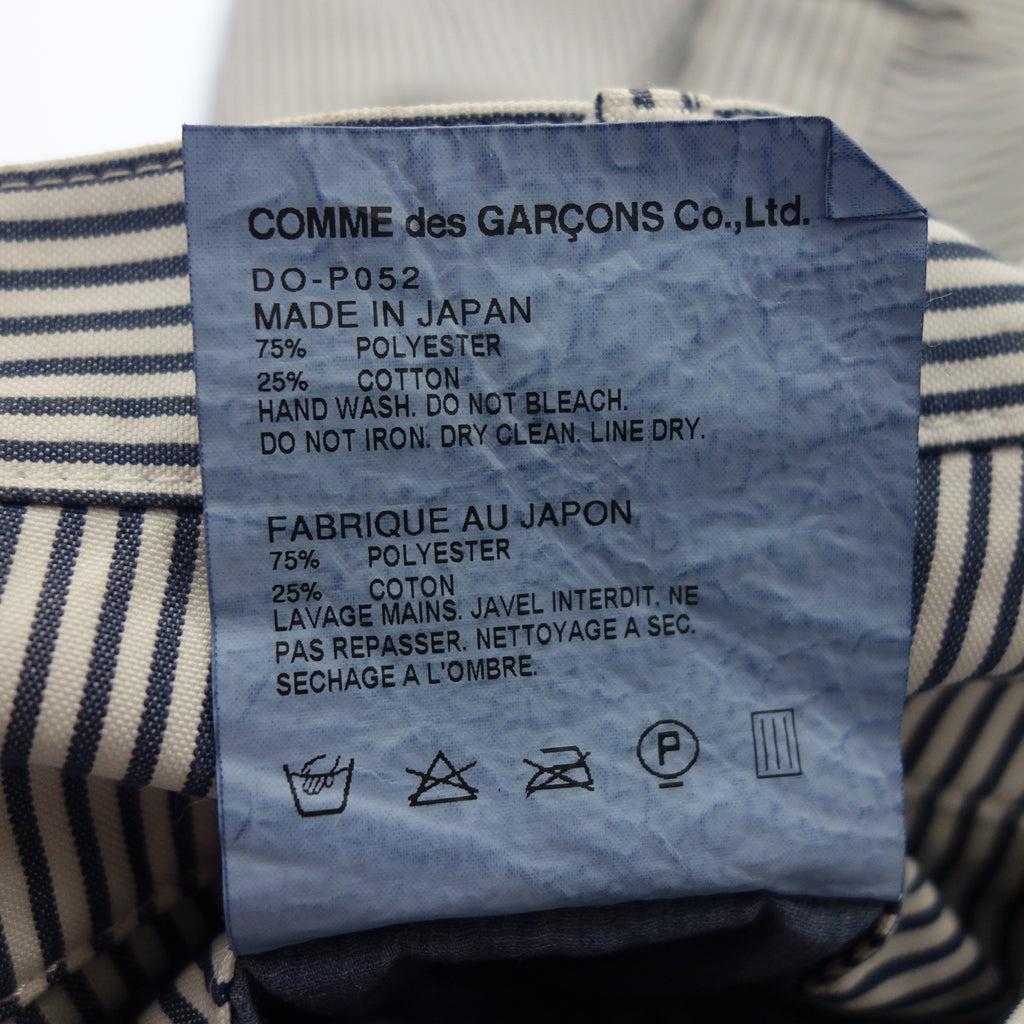 COMME des GARÇONS Co.,Ltd.
DO-P052
MADE IN JAPAN
75% POLYESTER
25% COTTON
HAND WASH. DO NOT BLEACH.
DO NOT IRON. DRY CLEAN. LINE DRY.
FABRIQUE AU JAPON
75% POLYESTER
25% COTON
LAVAGE MAINS. JAVEL INTERDIT. NE
PAS REPASSER. NETTOYAGE A SEC.
SECHAGE A L'OMBRE.
P